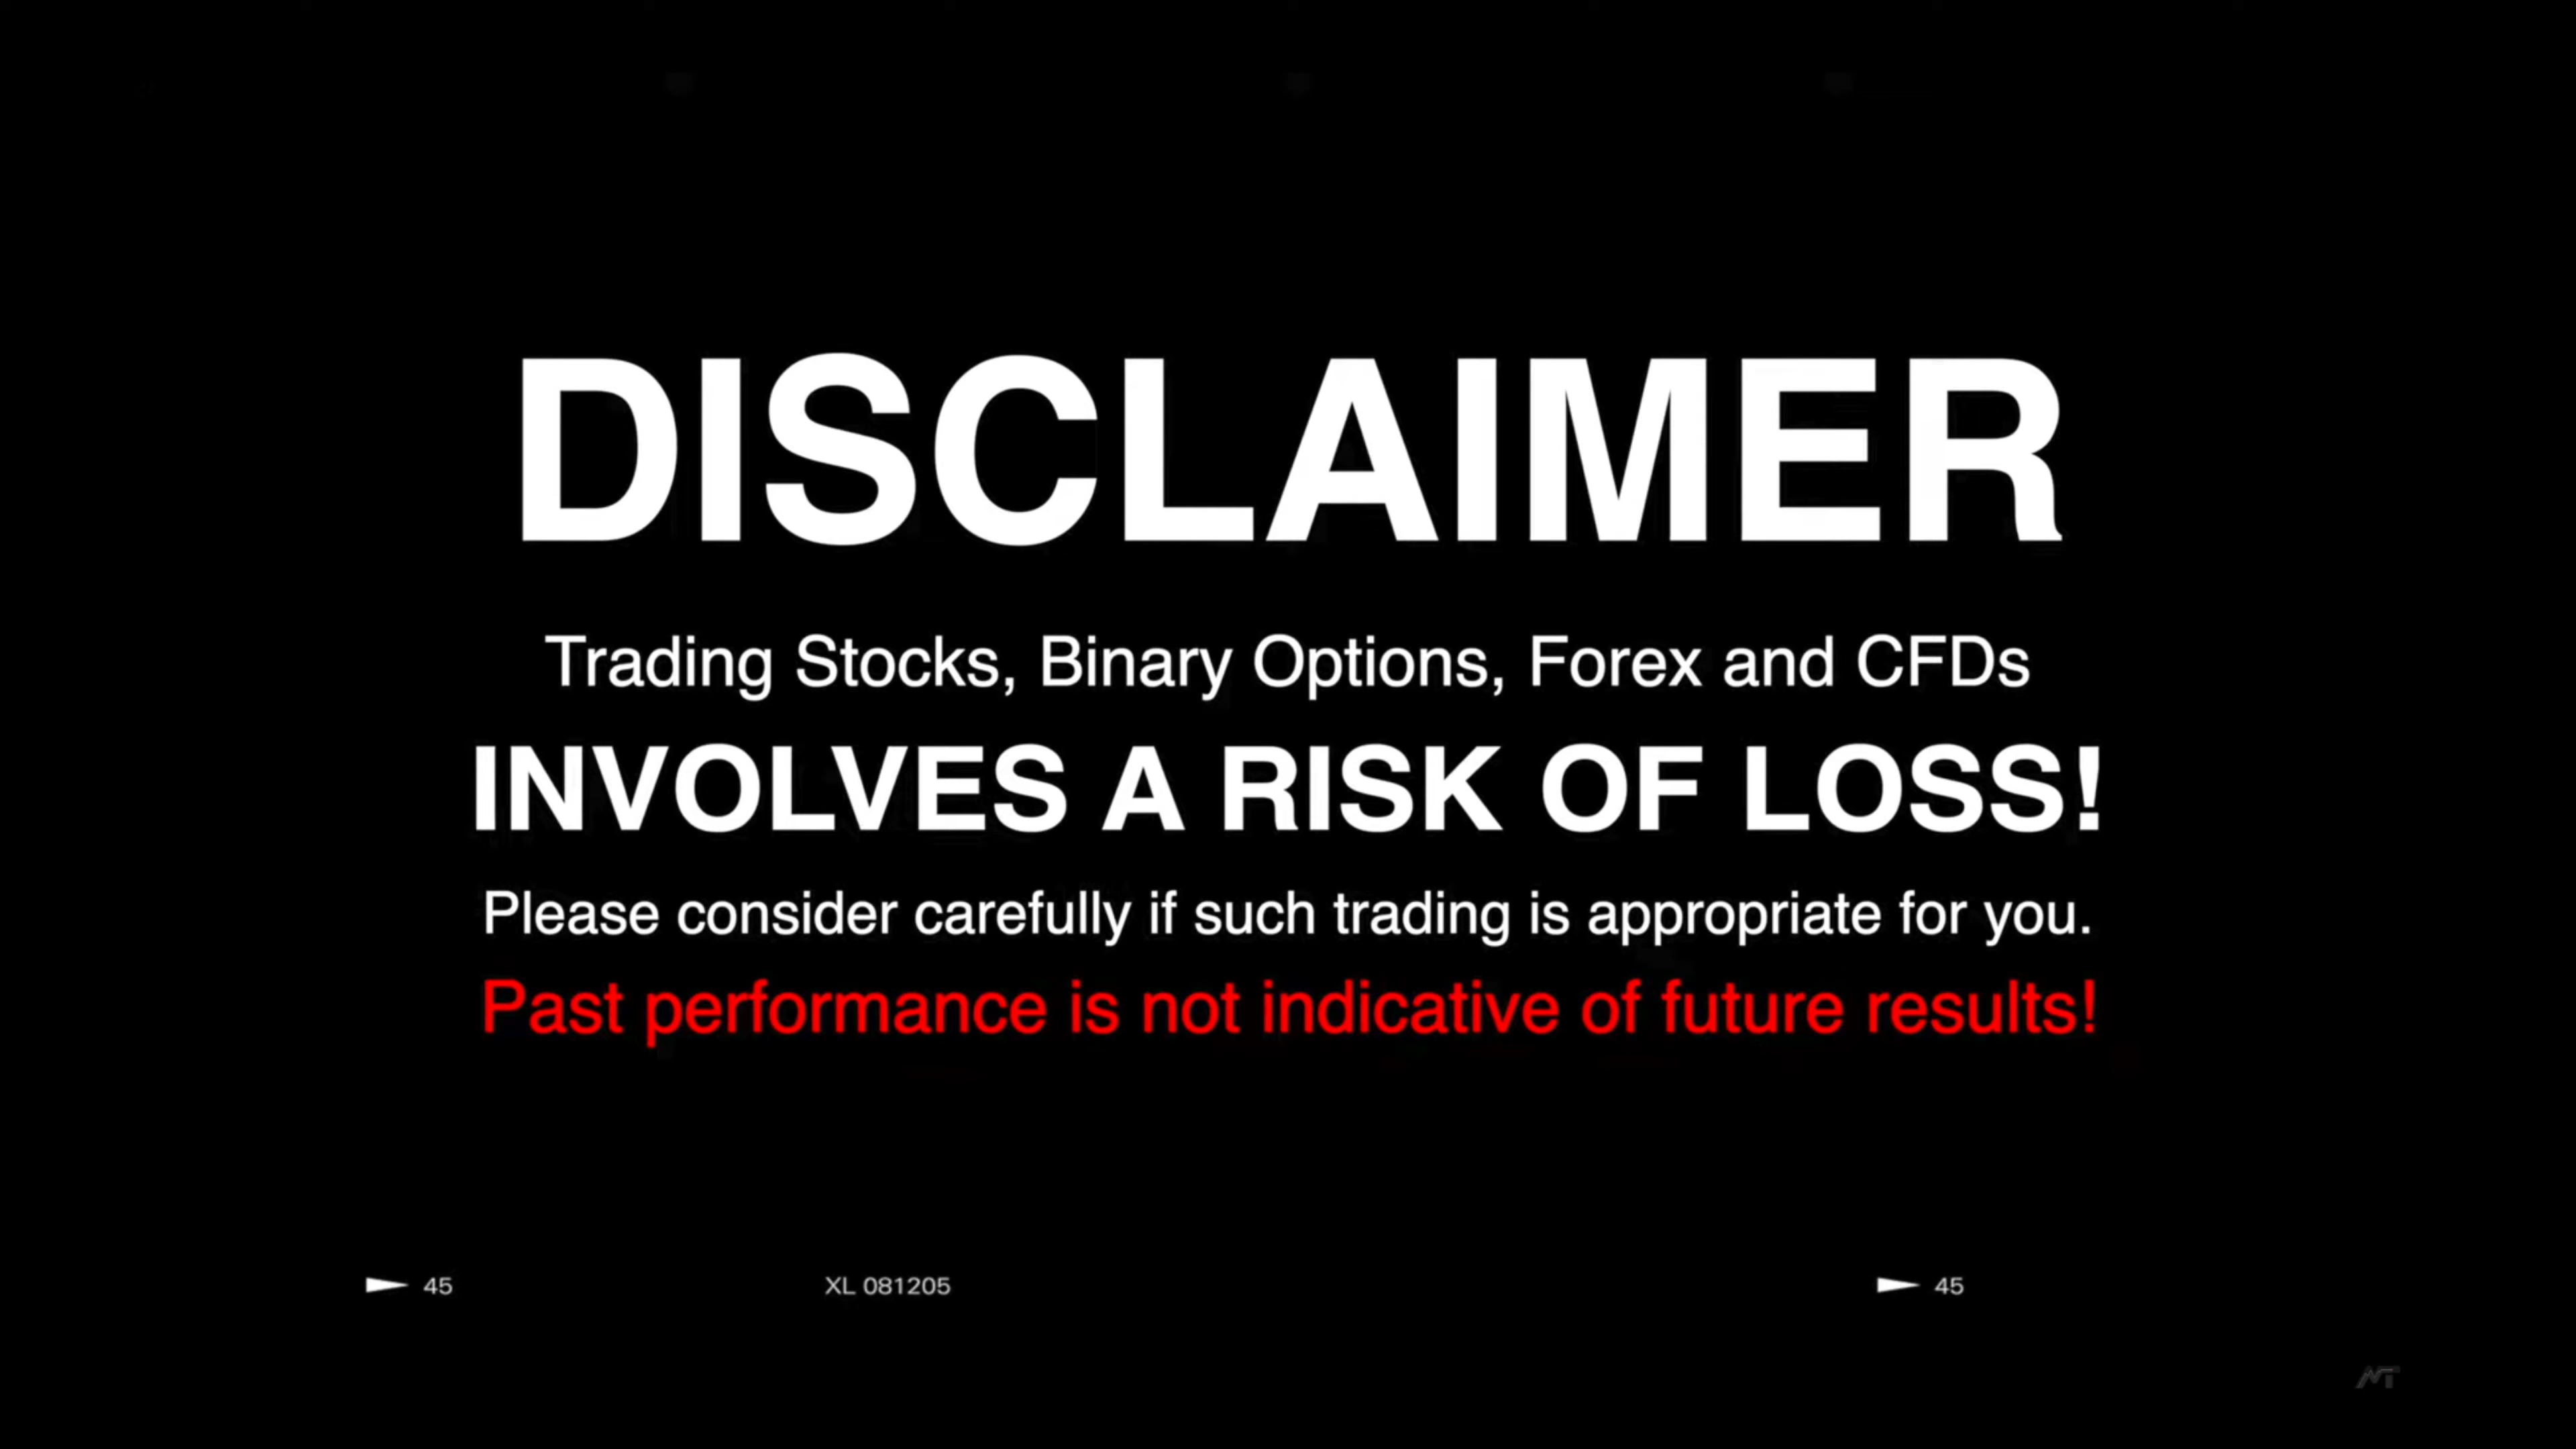 DISCLAIMER
Trading Stocks, Binary Options, Forex and CFDs
INVOLVES A RISK OF LOSS!
Please consider carefully if such trading is appropriate for you.
Past performance is not indicative of future results!
45
XL 081205
45